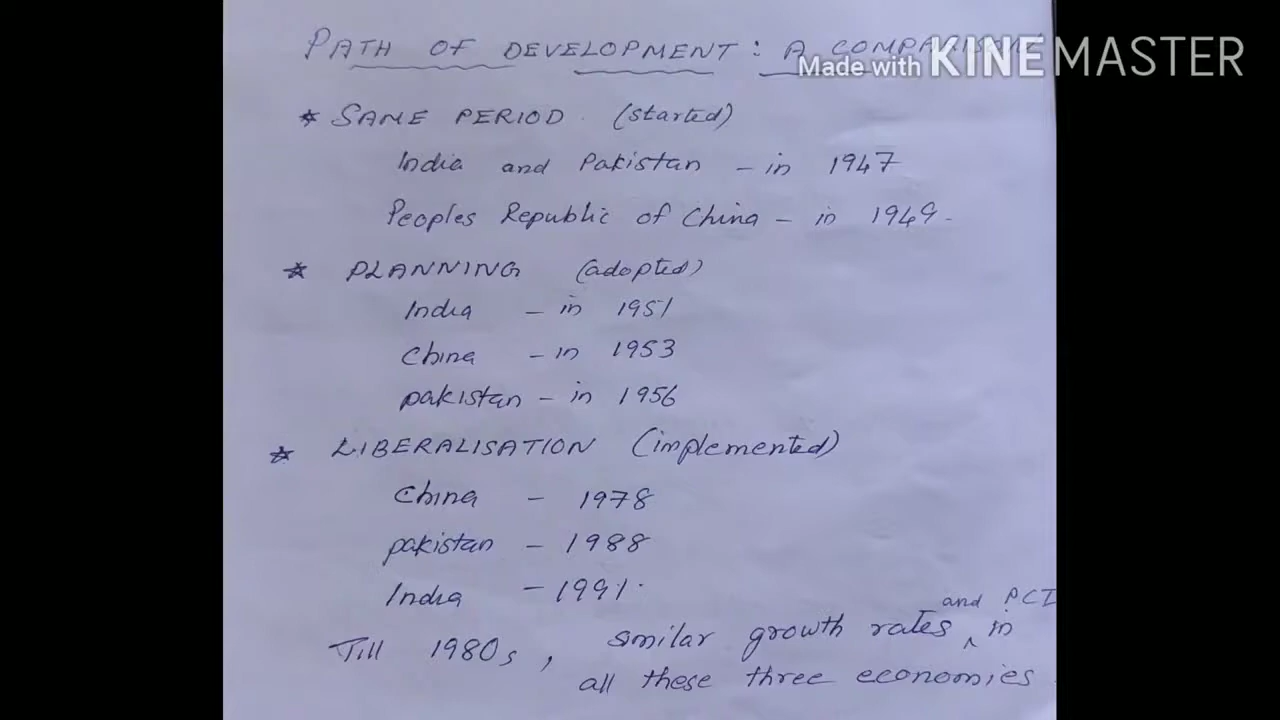 PATH OF DEVELOPMENT : A
Made with KINEMASTER
* SAME PERIOD (started)
India and Pakistan - in 1947
Peoples Republic of China - in 1949.
* PLANNING (adopted)
India - in 1951
China - in 1953
pakistan - in 1956
* LIBERALISATION (implemented)
China - 1978
pakistan - 1988
India - 1991.
and PCI
Till 1980s, similar growth rates ^ in
all these three economies.